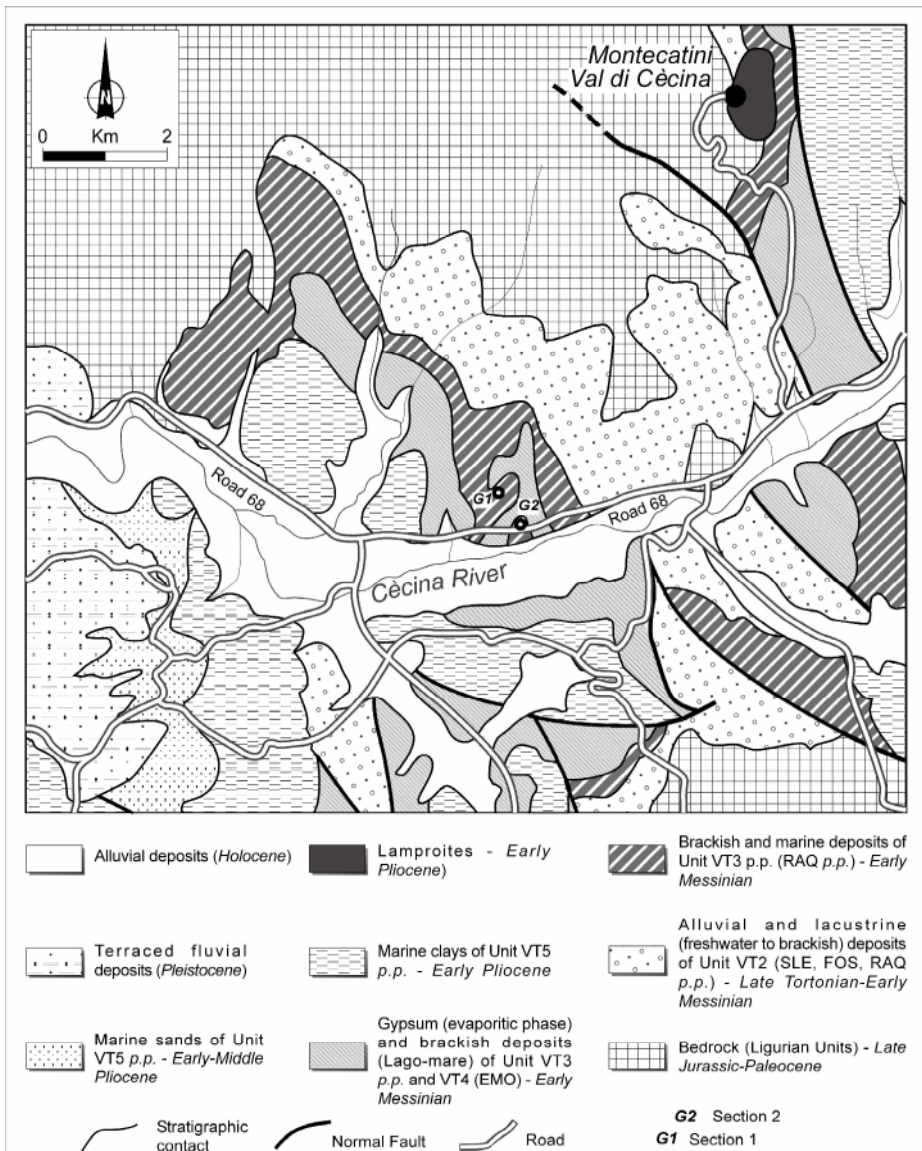 Montecatini
Val di Cècina
N
0 Km 2
Road 68
G1
G2
Road 68
Cècina River
Alluvial deposits (Holocene)
Lamproites - Early
Pliocene)
Brackish and marine deposits of
Unit VT3 p.p. (RAQ p.p.) - Early
Messinian
Terraced fluvial
deposits (Pleistocene)
Marine clays of Unit VT5
p.p. - Early Pliocene
Alluvial and lacustrine
(freshwater to brackish) deposits
of Unit VT2 (SLE, FOS, RAQ
p.p.) - Late Tortonian-Early
Messinian
Marine sands of Unit
VT5 p.p. - Early-Middle
Pliocene
Gypsum (evaporitic phase)
and brackish deposits
(Lago-mare) of Unit VT3
p.p. and VT4 (EMO) - Early
Messinian
Bedrock (Ligurian Units) - Late
Jurassic-Paleocene
Stratigraphic
contact
Normal Fault
Road
G2 Section 2
G1 Section 1